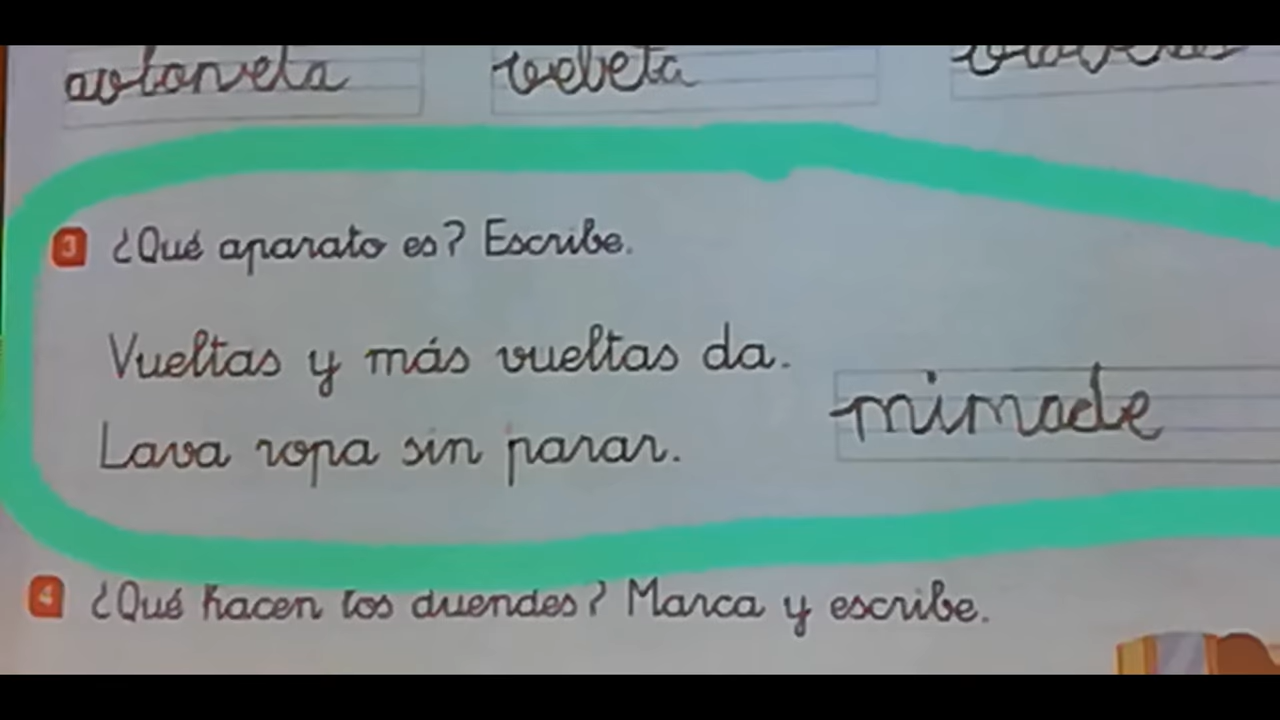 avioneta
veleta
3 ¿Qué aparato es? Escribe.
Vueltas y más vueltas da.
Lava ropa sin parar.
mimade
4 ¿Qué hacen los duendes? Marca y escribe.